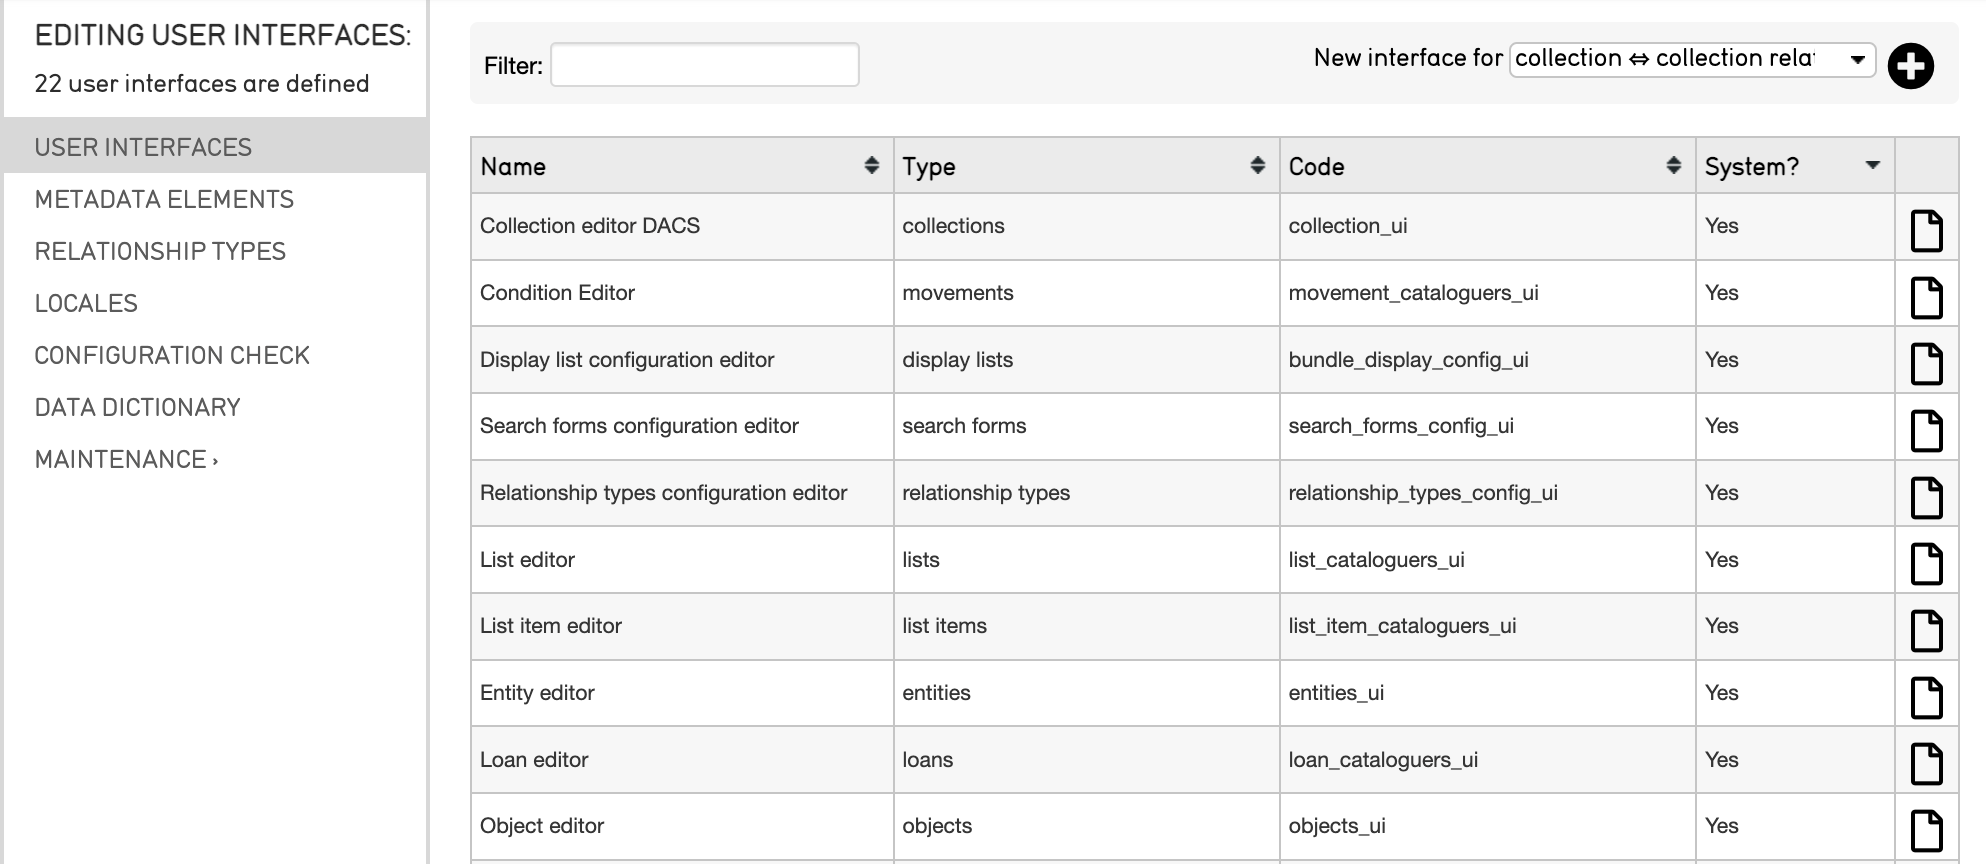 EDITING USER INTERFACES:
22 user interfaces are defined
USER INTERFACES
METADATA ELEMENTS
RELATIONSHIP TYPES
LOCALES
CONFIGURATION CHECK
DATA DICTIONARY
MAINTENANCE ›
Filter:
New interface for collection ⇔ collection rela
Name Type Code System?
Collection editor DACS collections collection_ui Yes
Condition Editor movements movement_cataloguers_ui Yes
Display list configuration editor display lists bundle_display_config_ui Yes
Search forms configuration editor search forms search_forms_config_ui Yes
Relationship types configuration editor relationship types relationship_types_config_ui Yes
List editor lists list_cataloguers_ui Yes
List item editor list items list_item_cataloguers_ui Yes
Entity editor entities entities_ui Yes
Loan editor loans loan_cataloguers_ui Yes
Object editor objects objects_ui Yes